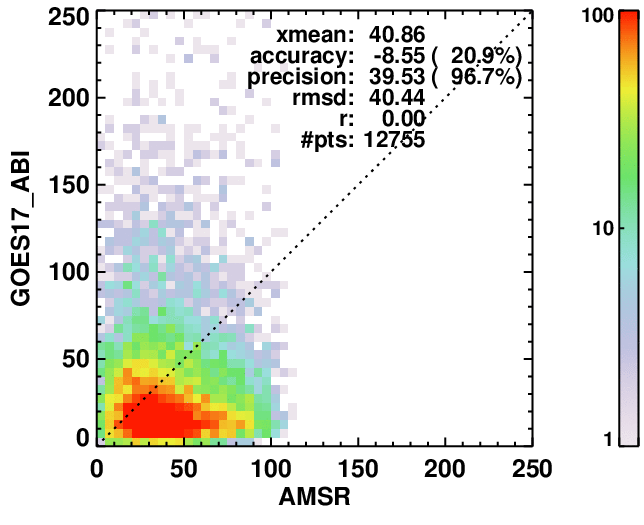 250
200
150
100
50
0
GOES17_ABI
xmean: 40.86
accuracy: -8.55 ( 20.9%)
precision: 39.53 ( 96.7%)
rmsd: 40.44
r: 0.00
#pts: 12755
0 50 100 150 200 250
AMSR
100
10
1